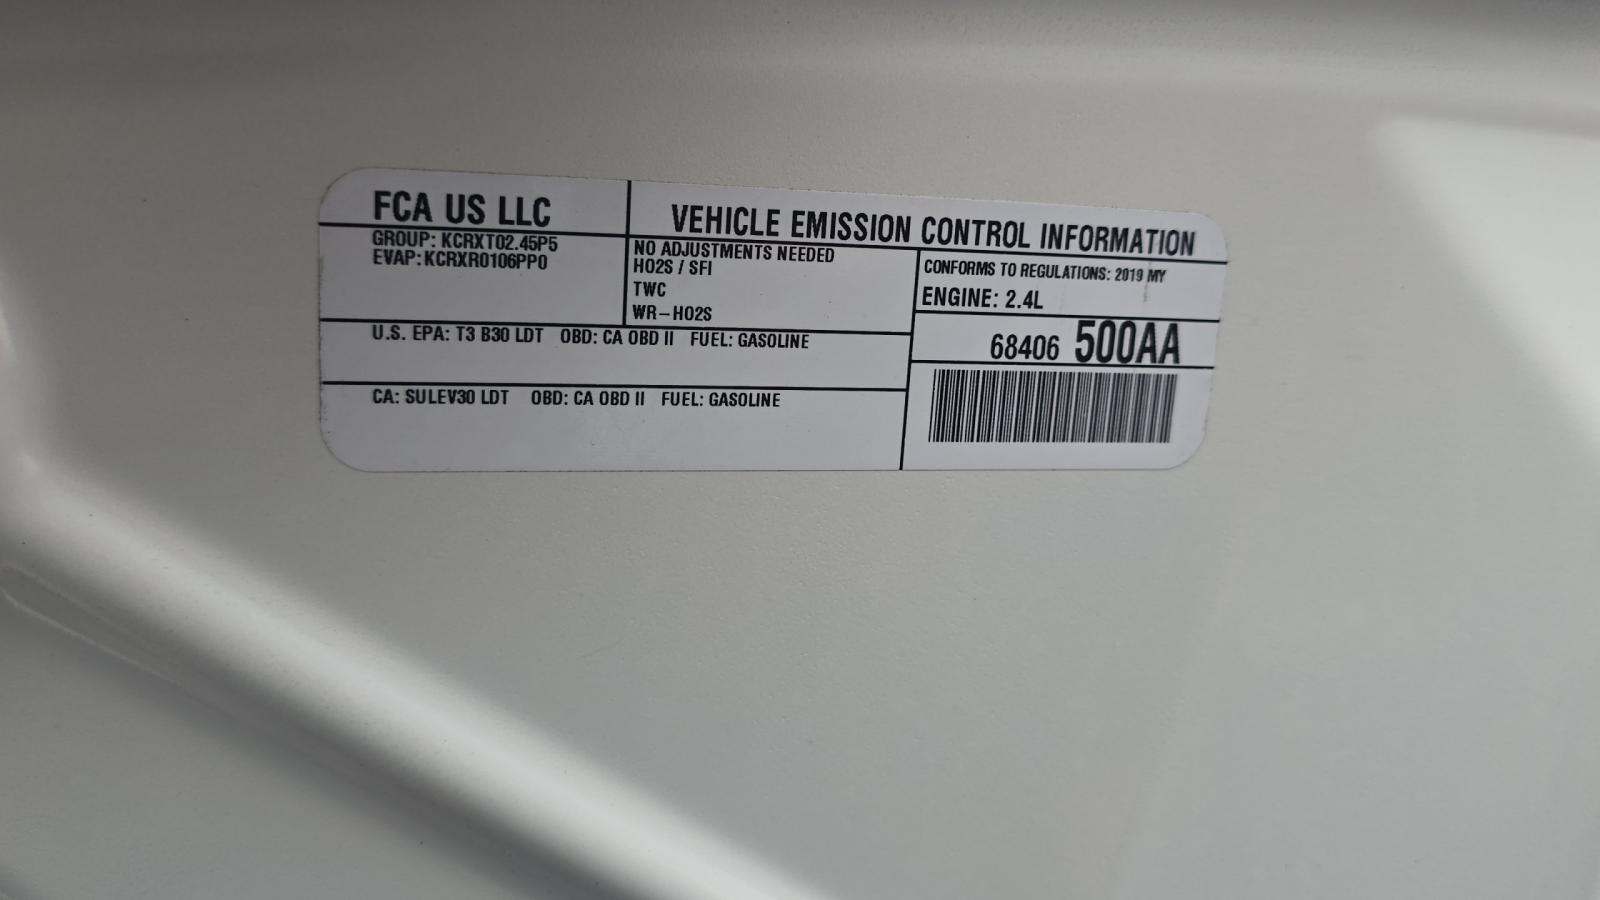 FCA US LLC
VEHICLE EMISSION CONTROL INFORMATION
GROUP: KCRXT02.45P5
EVAP:KCRXR0106PP0
NO ADJUSTMENTS NEEDED
HO2S / SFI
TWC
WR-HO2S
CONFORMS TO REGULATIONS: 2019 MY
ENGINE: 2.4L
68406 500AA
U.S. EPA: T3 B30 LDT OBD: CA OBD II FUEL: GASOLINE
CA: SULEV30 LDT OBD: CA OBD II FUEL: GASOLINE